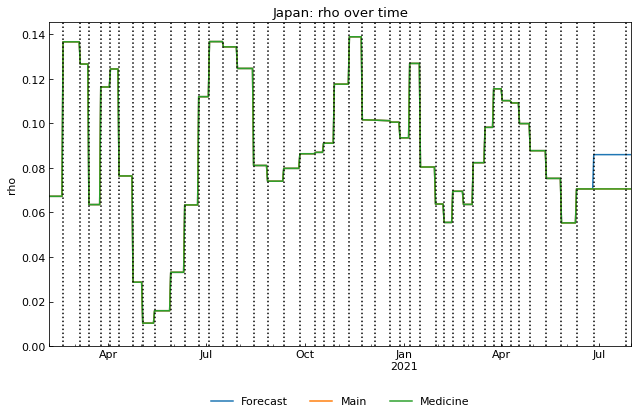 Japan: rho over time
0.14
0.12
0.10
0.08
0.06
0.04
0.02
0.00
rho
Apr Jul Oct Jan Apr Jul
2021
Forecast Main Medicine